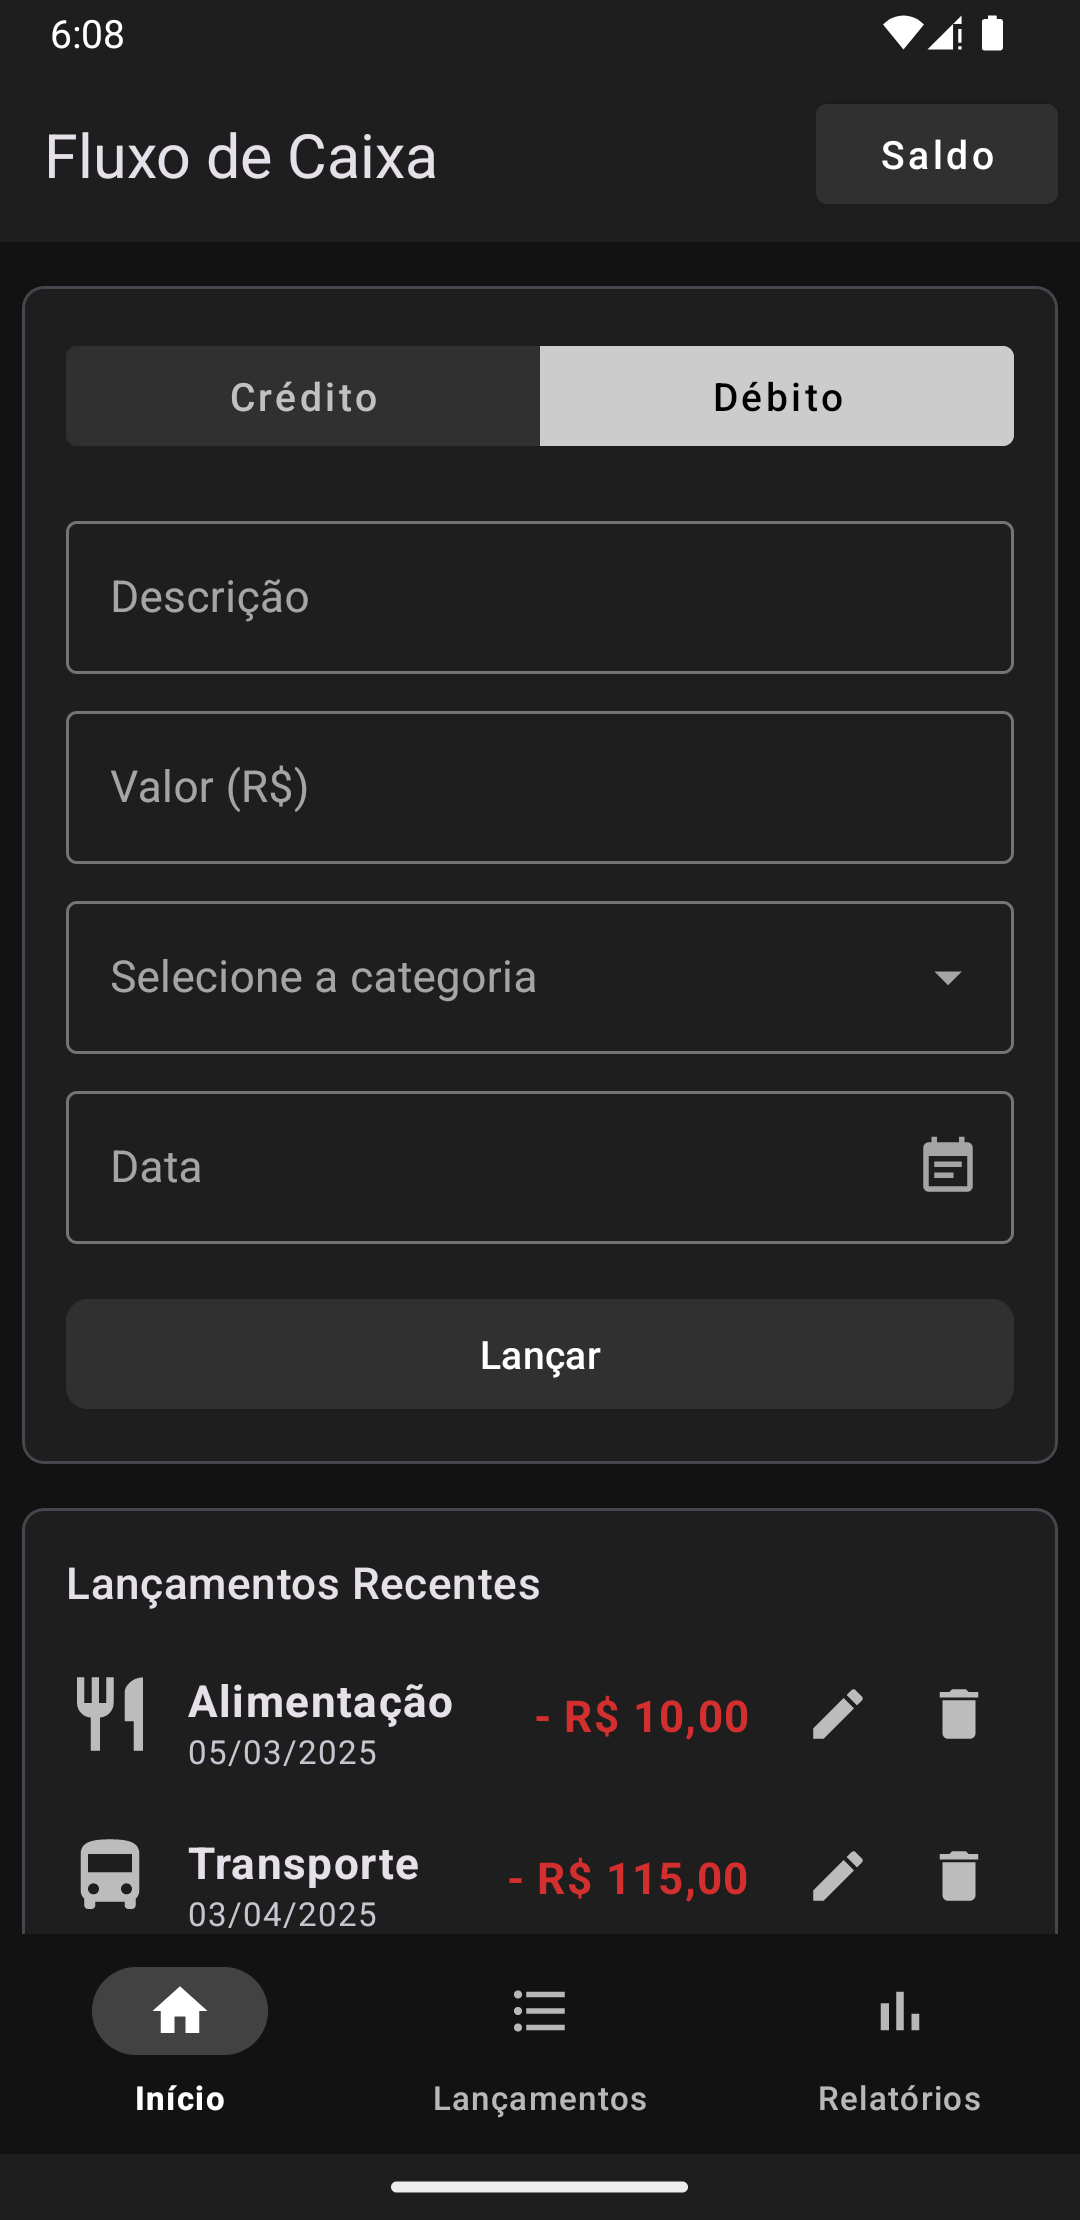 6:08
Fluxo de Caixa
Saldo
Crédito
Débito
Descrição
Valor (R$)
Selecione a categoria
Data
Lançar
Lançamentos Recentes
Alimentação
- R$ 10,00
05/03/2025
Transporte
- R$ 115,00
03/04/2025
Início
Lançamentos
Relatórios